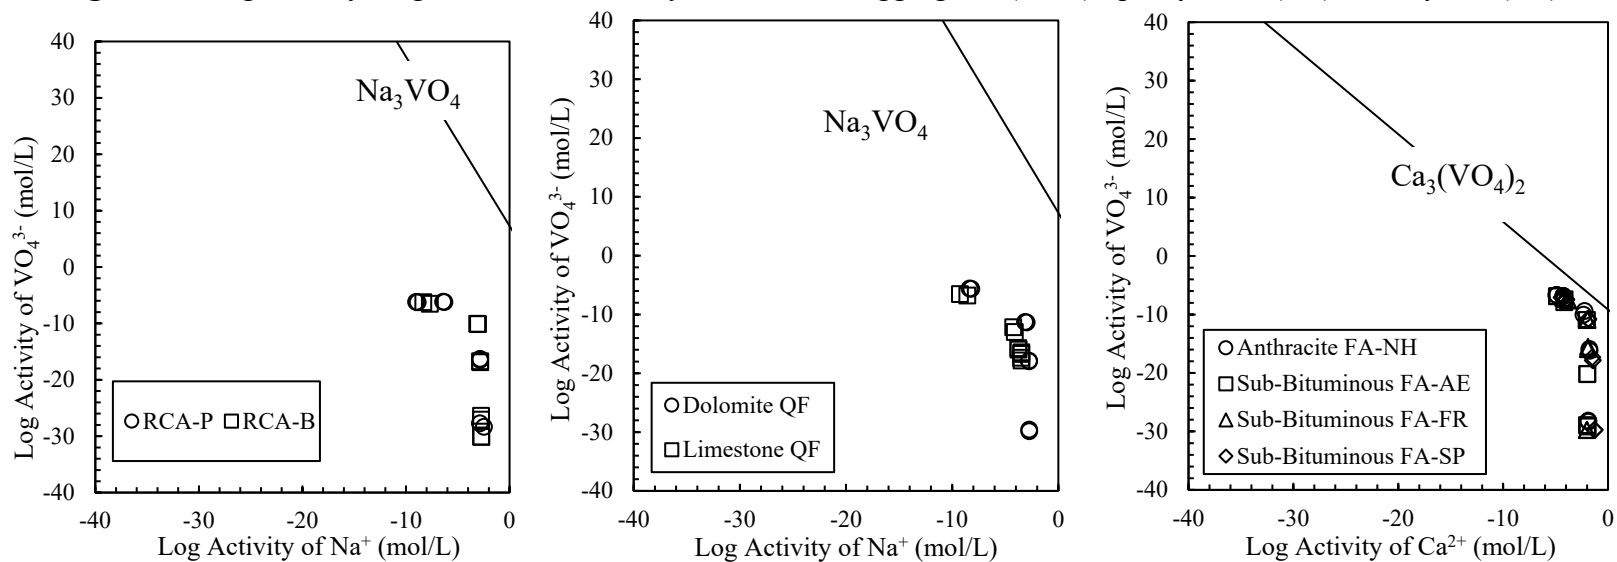 40
30
20
10
0
-10
-20
-30
-40
-40 -30 -20 -10 0
Log Activity of VO₄³⁻ (mol/L)
Log Activity of Na⁺ (mol/L)
Na₃VO₄
RCA-P RCA-B
40
30
20
10
0
-10
-20
-30
-40
-40 -30 -20 -10 0
Log Activity of VO₄³⁻ (mol/L)
Log Activity of Na⁺ (mol/L)
Na₃VO₄
Dolomite QF
Limestone QF
40
30
20
10
0
-10
-20
-30
-40
-40 -30 -20 -10 0
Log Activity of VO₄³⁻ (mol/L)
Log Activity of Ca²⁺ (mol/L)
Ca₃(VO₄)₂
Anthracite FA-NH
Sub-Bituminous FA-AE
Sub-Bituminous FA-FR
Sub-Bituminous FA-SP